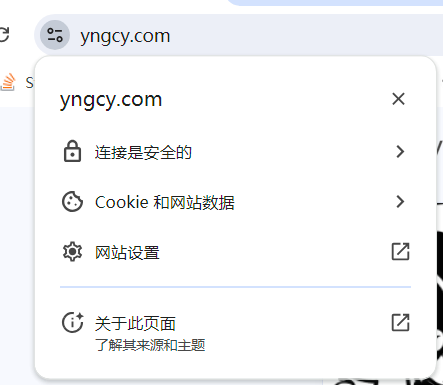 yngcy.com
S
yngcy.com
连接是安全的
Cookie 和网站数据
网站设置
关于此页面
了解其来源和主题